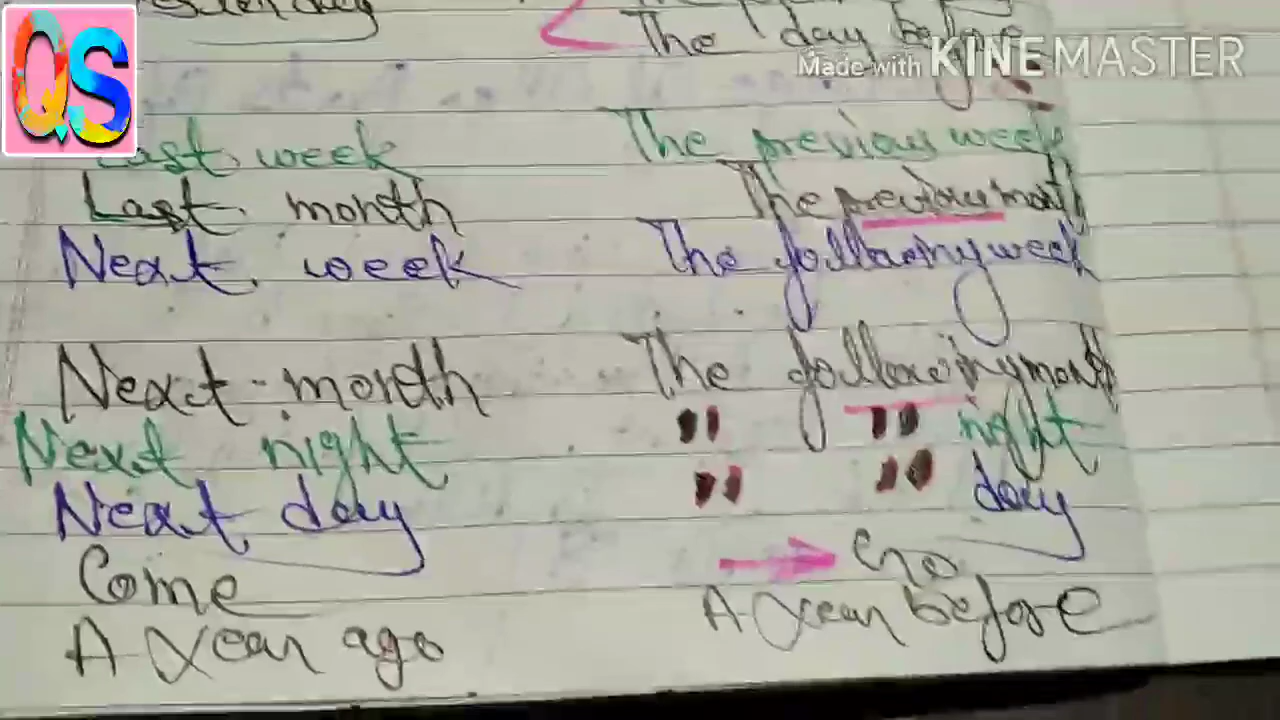 QS
The day before
Made with KINEMASTER
Last week The previous week
Last month The previous month
Next week The following week
Next month The following month
Next night " " night
Next day " " day
Come → Go
A year ago A year before